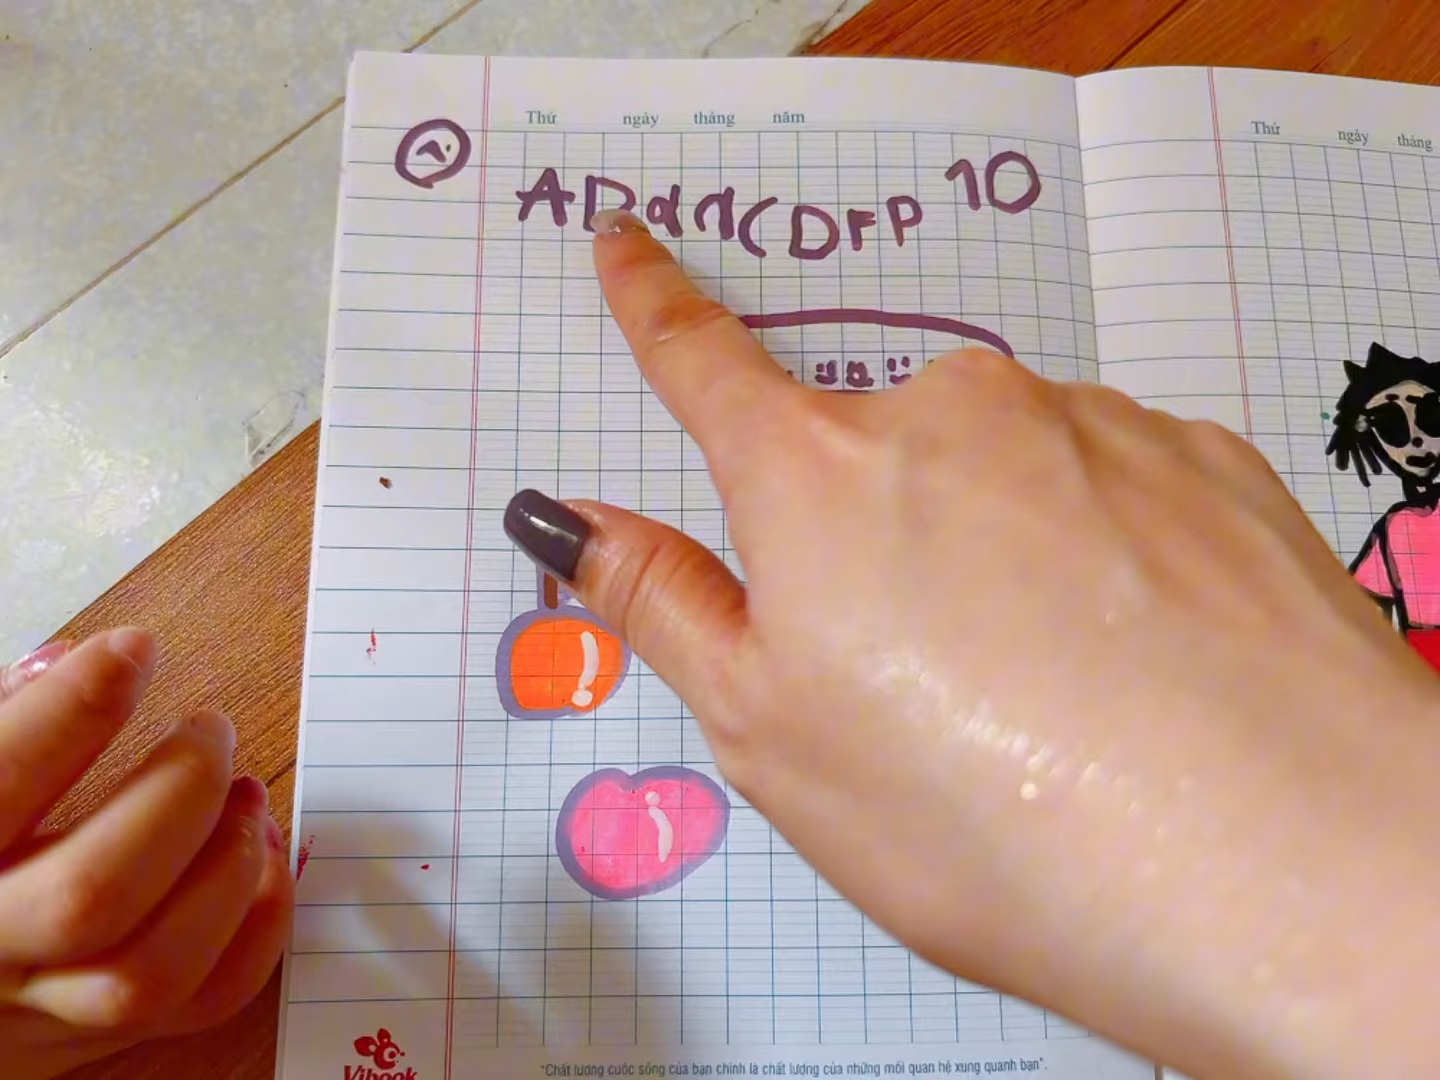 Thứ ngày tháng năm
Thứ ngày tháng
10
CDFP
Vibook
"Chất lượng cuộc sống của bạn chính là chất lượng của những mối quan hệ xung quanh bạn".